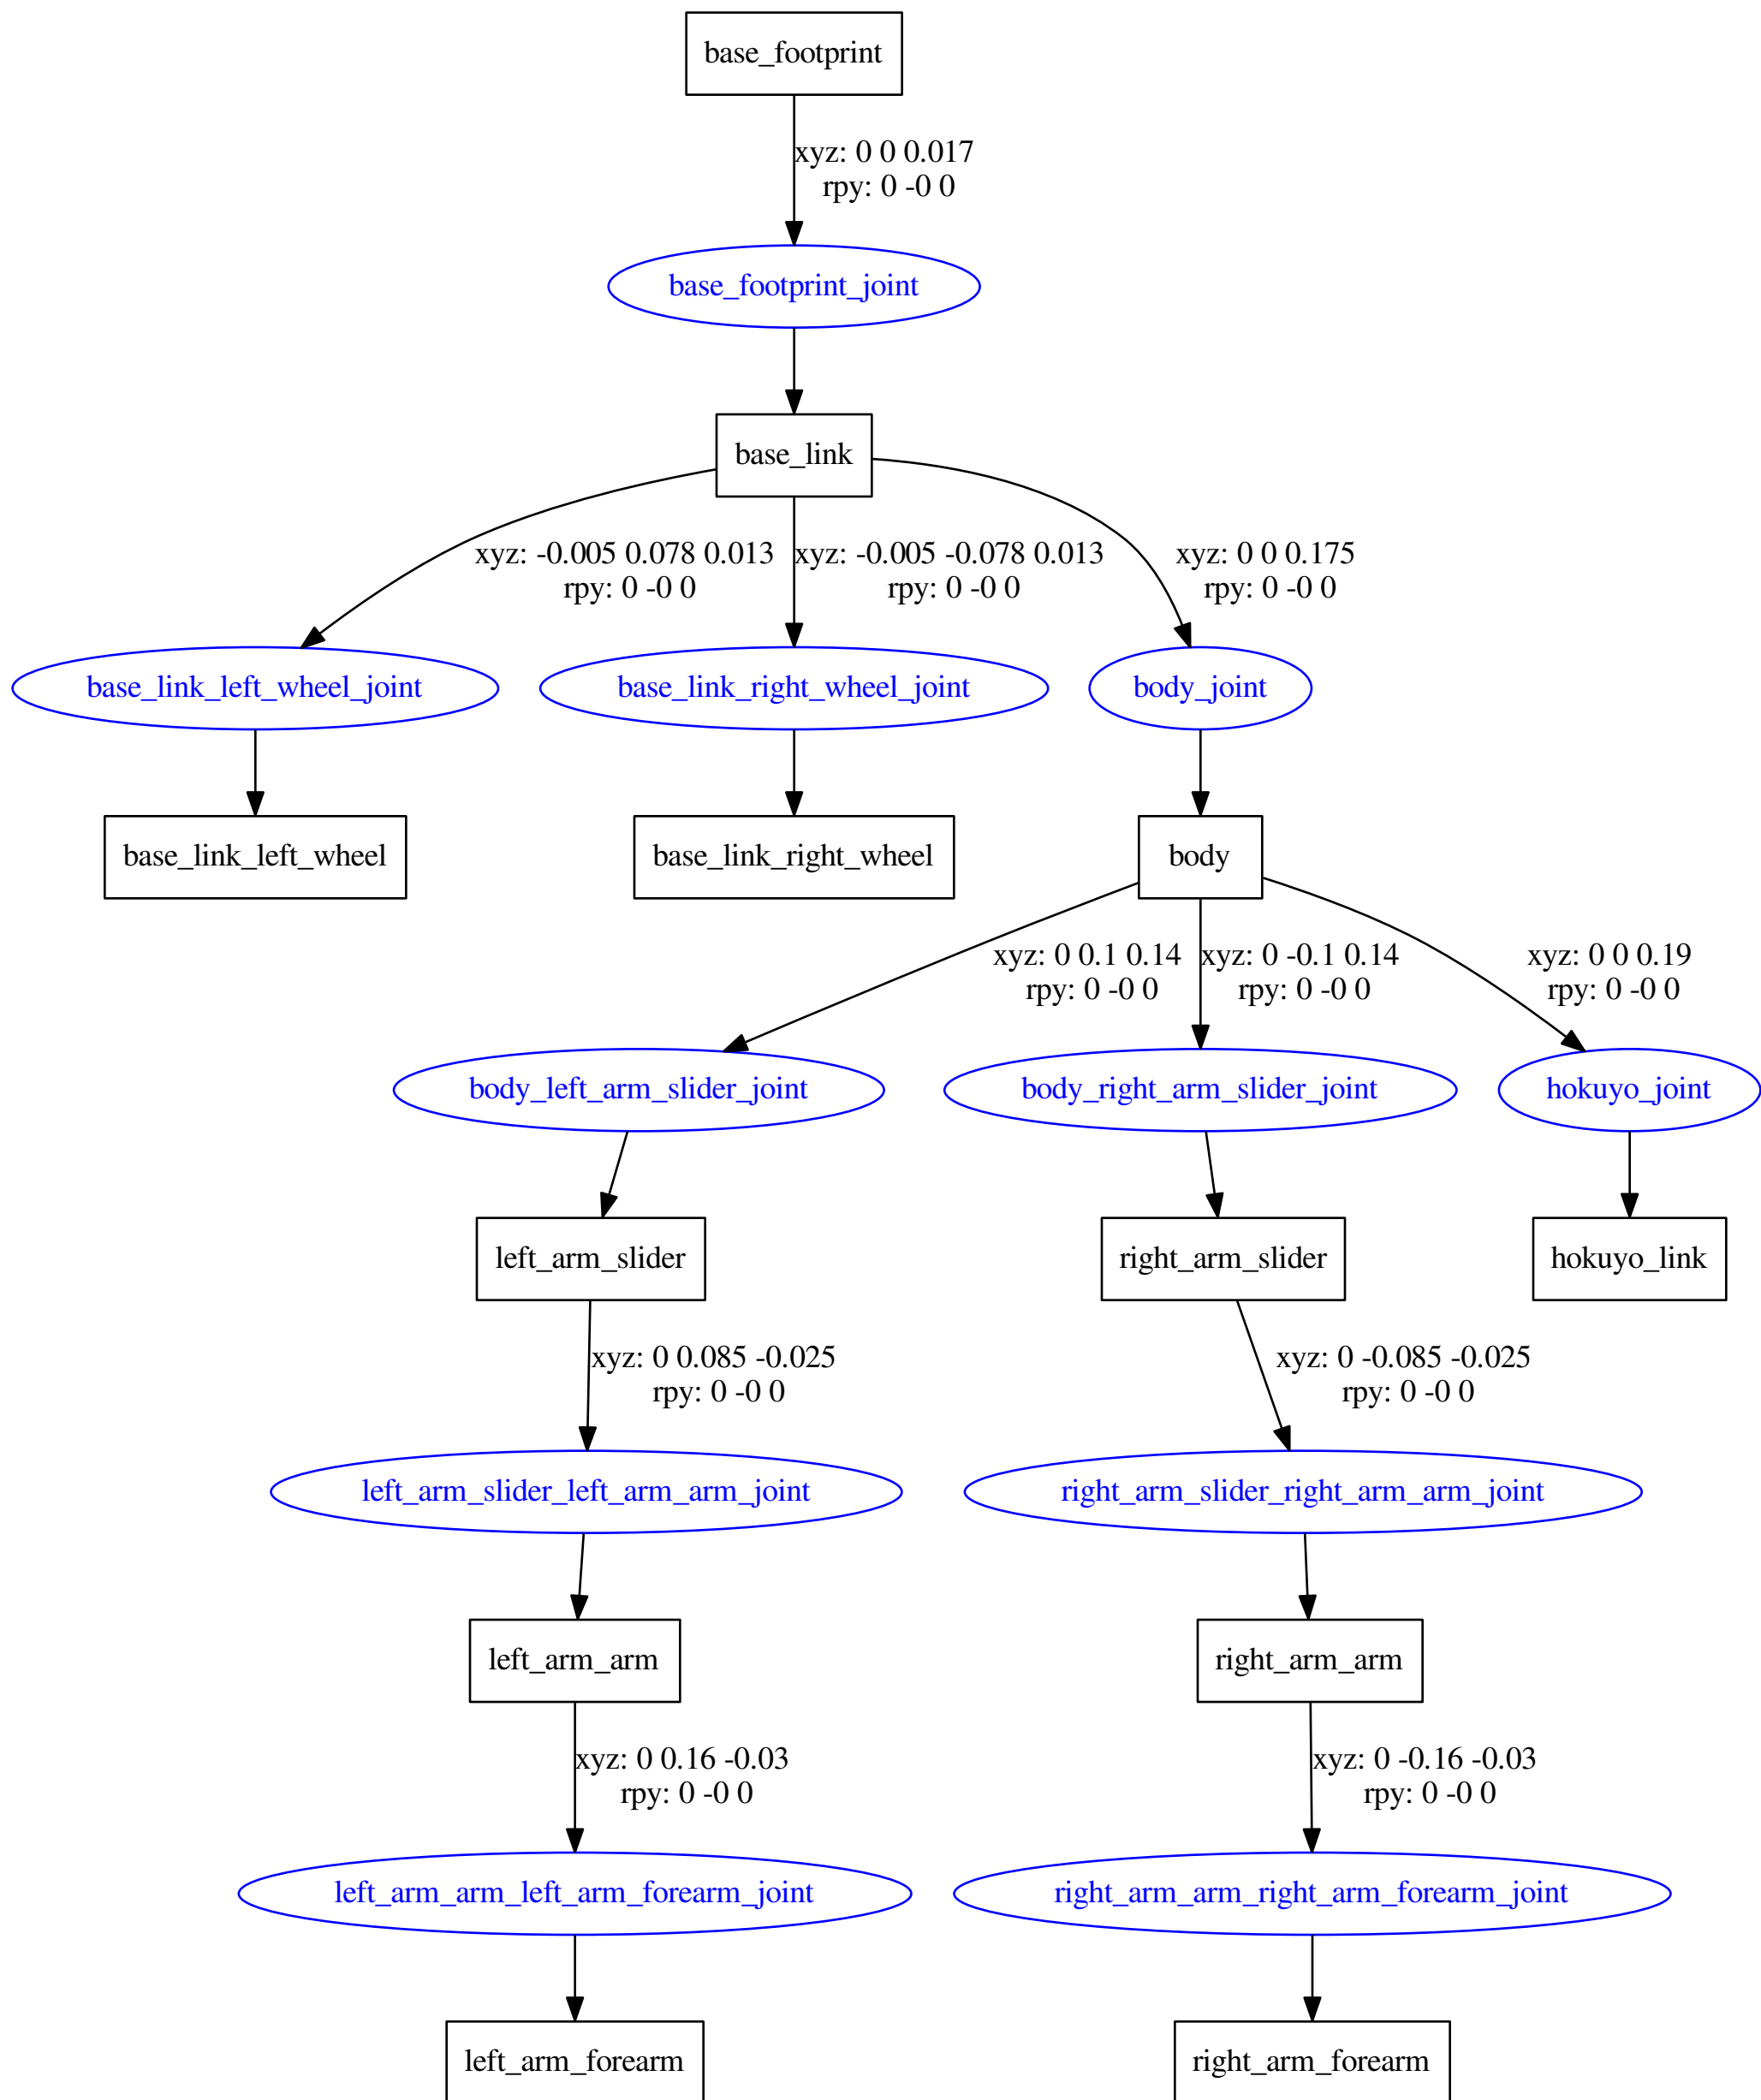 base_footprint
xyz: 0 0 0.017
rpy: 0 -0 0
base_footprint_joint
base_link
xyz: -0.005 0.078 0.013
rpy: 0 -0 0
xyz: -0.005 -0.078 0.013
rpy: 0 -0 0
xyz: 0 0 0.175
rpy: 0 -0 0
base_link_left_wheel_joint
base_link_right_wheel_joint
body_joint
base_link_left_wheel
base_link_right_wheel
body
xyz: 0 0.1 0.14
rpy: 0 -0 0
xyz: 0 -0.1 0.14
rpy: 0 -0 0
xyz: 0 0 0.19
rpy: 0 -0 0
body_left_arm_slider_joint
body_right_arm_slider_joint
hokuyo_joint
left_arm_slider
right_arm_slider
hokuyo_link
xyz: 0 0.085 -0.025
rpy: 0 -0 0
xyz: 0 -0.085 -0.025
rpy: 0 -0 0
left_arm_slider_left_arm_arm_joint
right_arm_slider_right_arm_arm_joint
left_arm_arm
right_arm_arm
xyz: 0 0.16 -0.03
rpy: 0 -0 0
xyz: 0 -0.16 -0.03
rpy: 0 -0 0
left_arm_arm_left_arm_forearm_joint
right_arm_arm_right_arm_forearm_joint
left_arm_forearm
right_arm_forearm